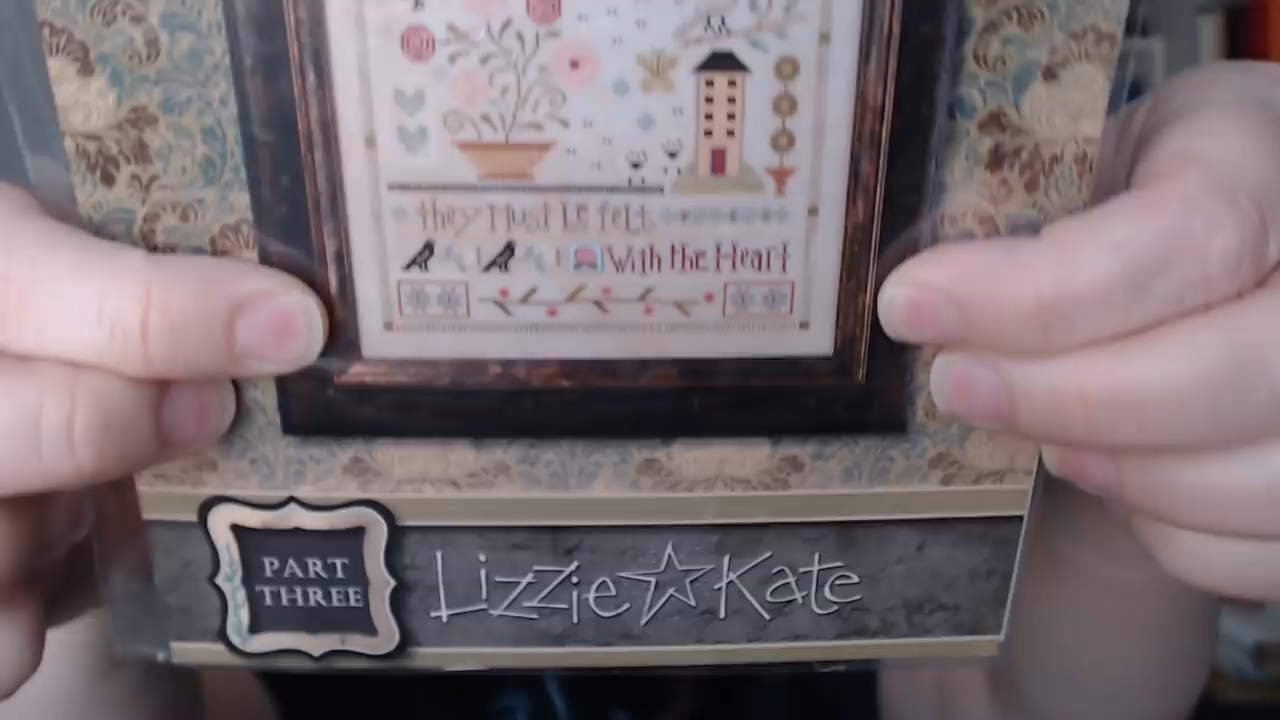 they Must be felt
With the Heart
PART
THREE
Lizzie☆Kate